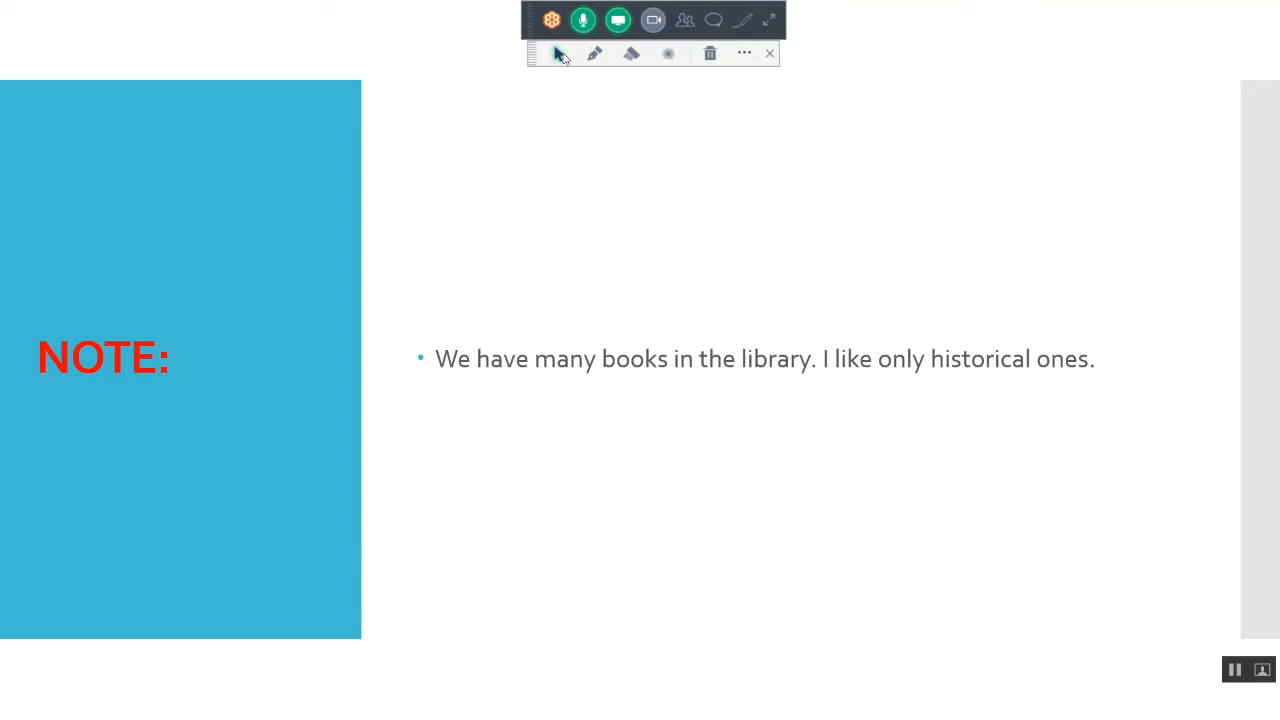 NOTE:
• We have many books in the library. I like only historical ones.